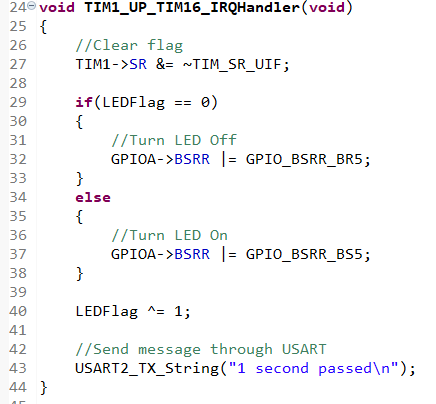 24 void TIM1_UP_TIM16_IRQHandler(void)
25 {
26     //Clear flag
27     TIM1->SR &= ~TIM_SR_UIF;
28
29     if(LEDFlag == 0)
30     {
31         //Turn LED Off
32         GPIOA->BSRR |= GPIO_BSRR_BR5;
33     }
34     else
35     {
36         //Turn LED On
37         GPIOA->BSRR |= GPIO_BSRR_BS5;
38     }
39
40     LEDFlag ^= 1;
41
42     //Send message through USART
43     USART2_TX_String("1 second passed\n");
44 }